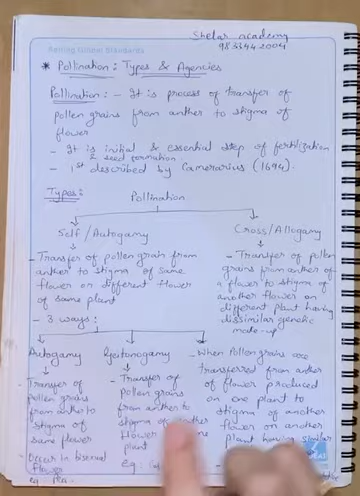 Shelar academy
9833442004
Setting Global Standards
* Pollination: Types & Agencies
Pollination: - It is process of transfer of
pollen grains from anther to stigma of
flower
- It is initial & essential step of fertilization
& seed formation.
- 1st described by Camerarius (1694).
Types:
Pollination
Self/Autogamy
- Transfer of pollen grain from
anther to stigma of same
flower or different flower
of same plant
- 3 ways:
Cross/Allogamy
- Transfer of pollen
grains from anther of
a flower to stigma of
another flower on
different plant having
dissimilar genetic
make-up
Autogamy
Transfer of
pollen grains
from anther to
stigma of
same flower
Occur in bisexual
flower
eg. Pea
Geitonogamy
- Transfer of
pollen grains
from anther to
stigma of another
flower
plant
eg:
- When Pollen grains are
transferred from anther
of flower produced
on one plant to
stigma of another
flower on another
plant having similar